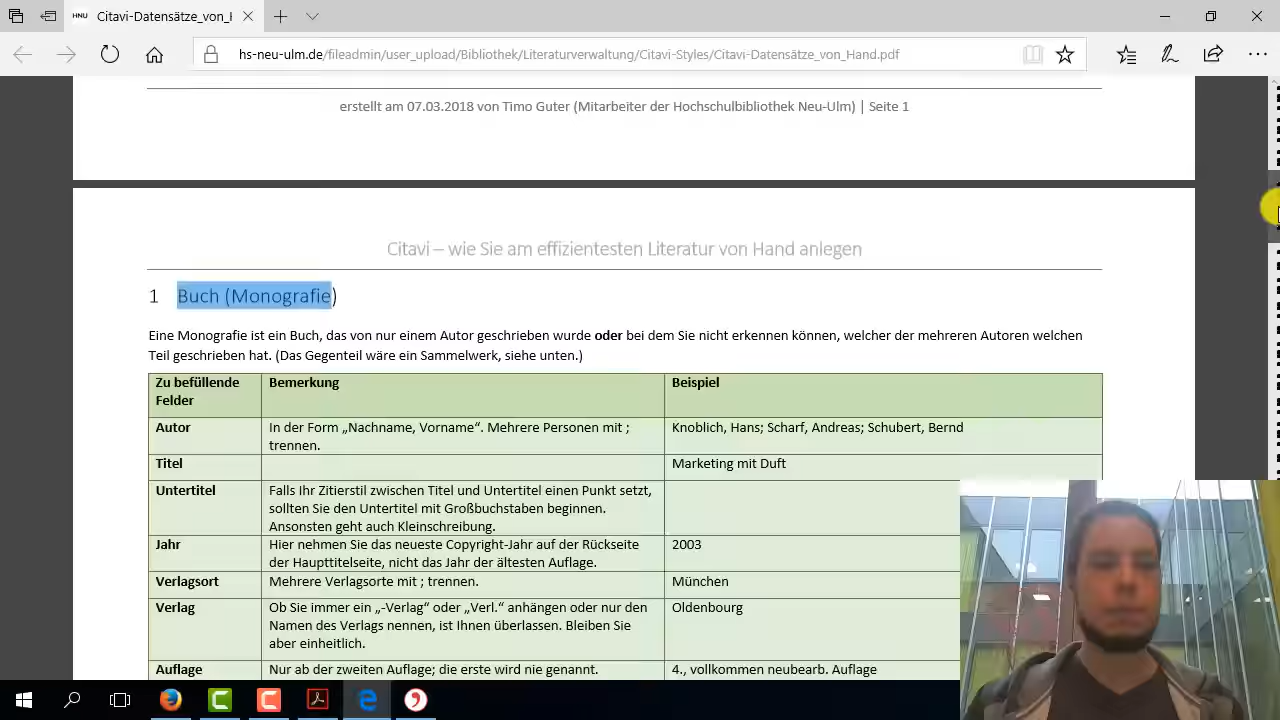 HNU Citavi-Datensätze_von_H
hs-neu-ulm.de/fileadmin/user_upload/Bibliothek/Literaturverwaltung/Citavi-Styles/Citavi-Datensätze_von_Hand.pdf
erstellt am 07.03.2018 von Timo Guter (Mitarbeiter der Hochschulbibliothek Neu-Ulm) | Seite 1
Citavi – wie Sie am effizientesten Literatur von Hand anlegen
1 Buch (Monografie)
Eine Monografie ist ein Buch, das von nur einem Autor geschrieben wurde oder bei dem Sie nicht erkennen können, welcher der mehreren Autoren welchen
Teil geschrieben hat. (Das Gegenteil wäre ein Sammelwerk, siehe unten.)
Zu befüllende
Felder
Bemerkung
Beispiel
Autor
In der Form „Nachname, Vorname“. Mehrere Personen mit ;
trennen.
Knoblich, Hans; Scharf, Andreas; Schubert, Bernd
Titel
Marketing mit Duft
Untertitel
Falls Ihr Zitierstil zwischen Titel und Untertitel einen Punkt setzt,
sollten Sie den Untertitel mit Großbuchstaben beginnen.
Ansonsten geht auch Kleinschreibung.
Jahr
Hier nehmen Sie das neueste Copyright-Jahr auf der Rückseite
der Haupttitelseite, nicht das Jahr der ältesten Auflage.
2003
Verlagsort
Mehrere Verlagsorte mit ; trennen.
München
Verlag
Ob Sie immer ein „-Verlag“ oder „Verl.“ anhängen oder nur den
Namen des Verlags nennen, ist Ihnen überlassen. Bleiben Sie
aber einheitlich.
Oldenbourg
Auflage
Nur ab der zweiten Auflage; die erste wird nie genannt.
4., vollkommen neubearb. Auflage